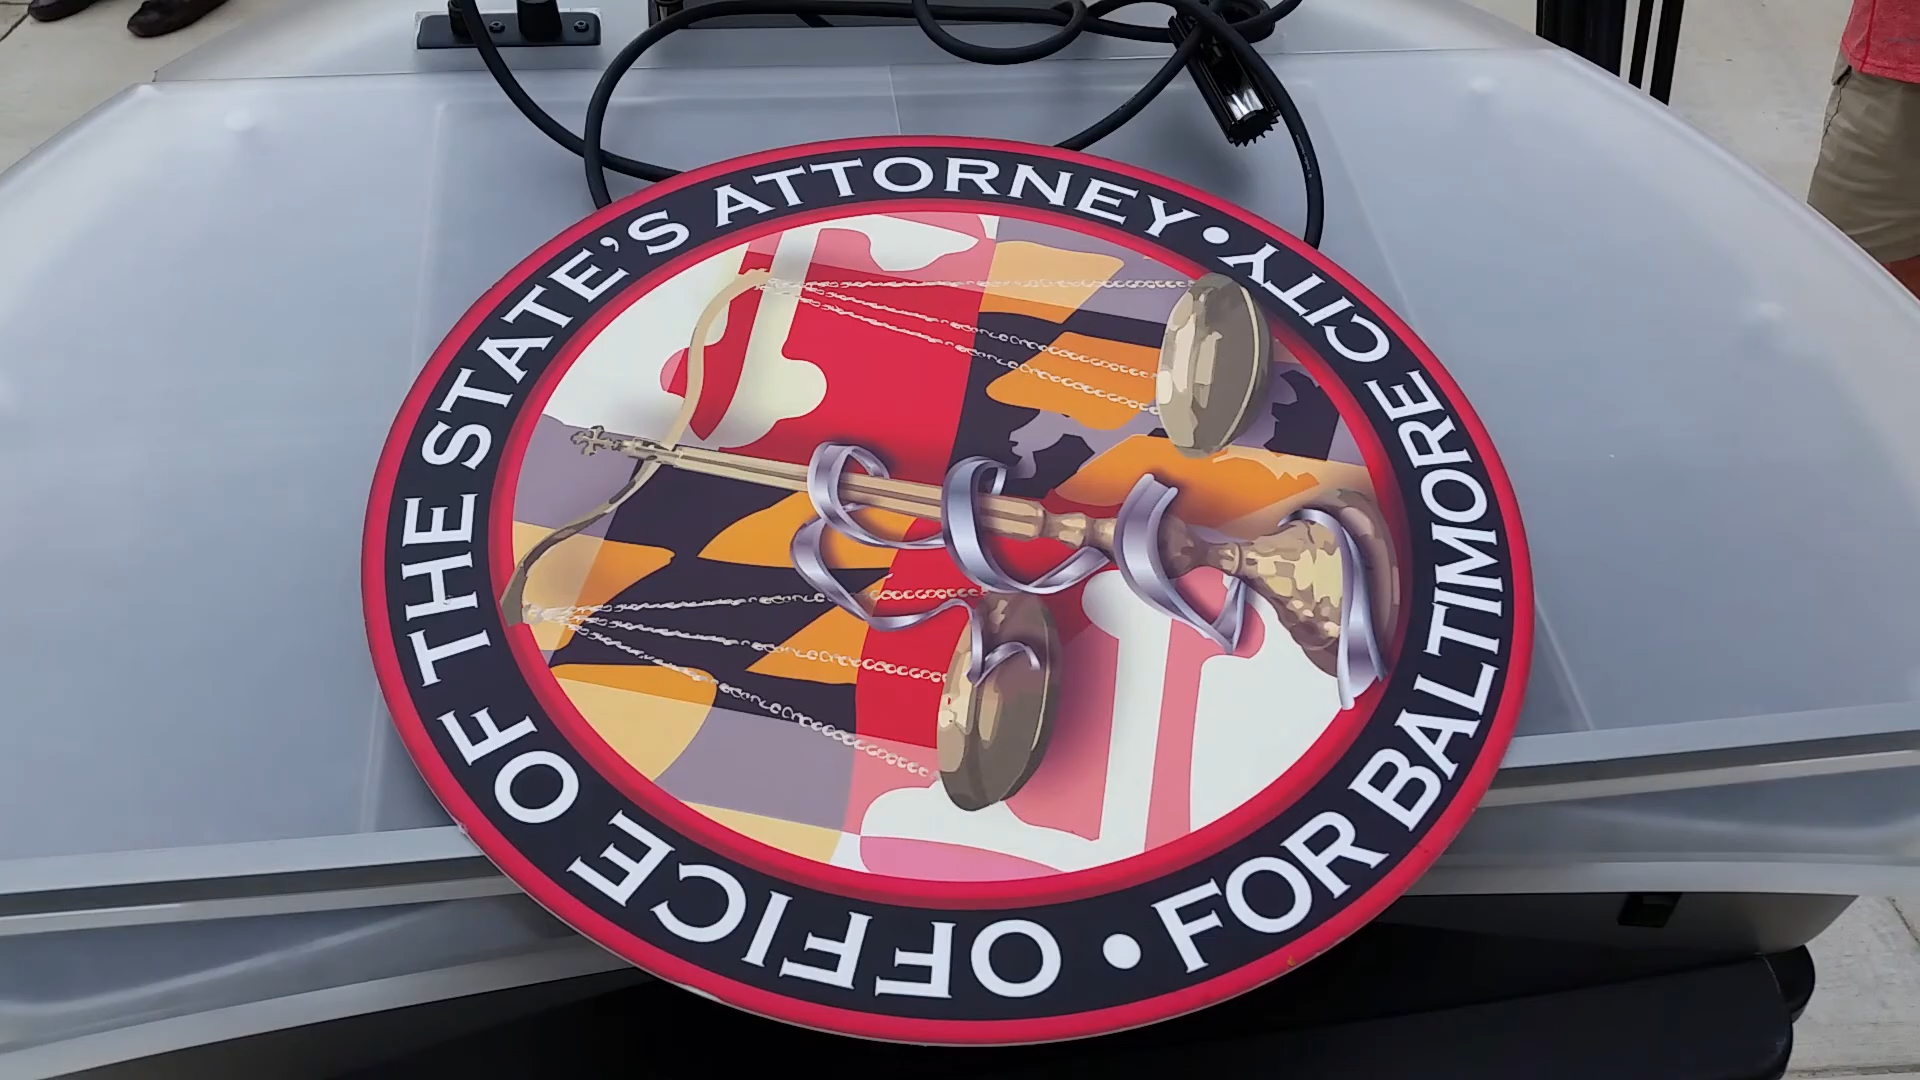 OFFICE OF THE STATE'S ATTORNEY
• FOR BALTIMORE CITY •